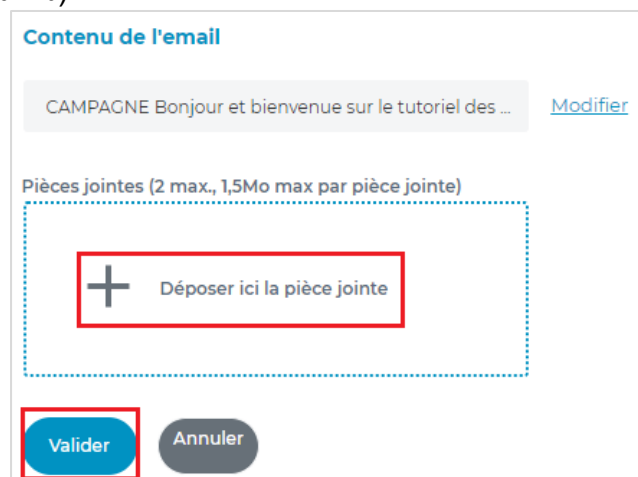 Contenu de l'email
CAMPAGNE Bonjour et bienvenue sur le tutoriel des ... Modifier
Pièces jointes (2 max., 1,5Mo max par pièce jointe)
Déposer ici la pièce jointe
Valider Annuler